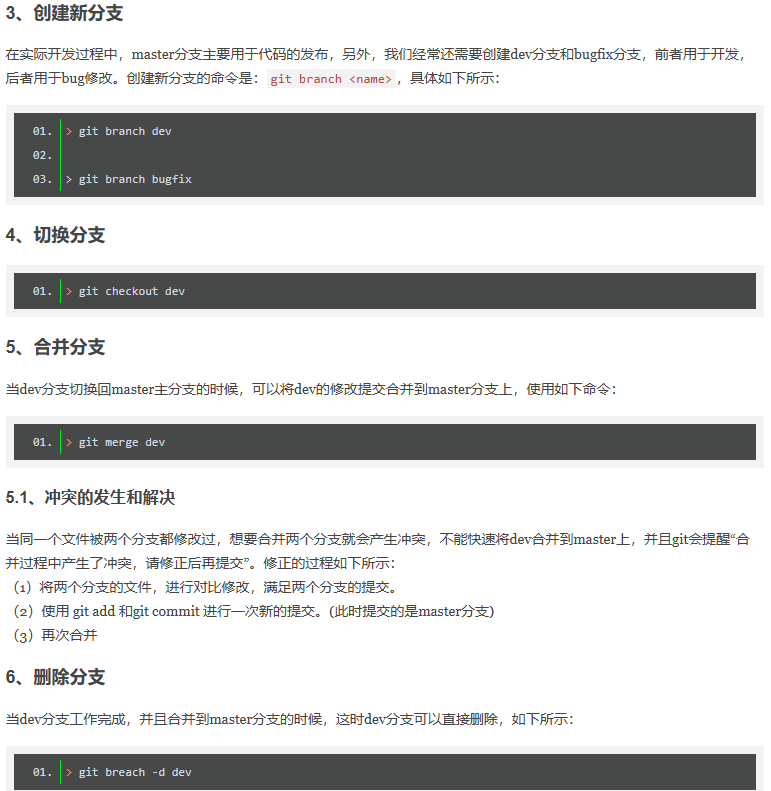 3、创建新分支
在实际开发过程中，master分支主要用于代码的发布，另外，我们经常还需要创建dev分支和bugfix分支，前者用于开发，
后者用于bug修改。创建新分支的命令是：git branch <name>，具体如下所示：
01. > git branch dev
02.
03. > git branch bugfix
4、切换分支
01. > git checkout dev
5、合并分支
当dev分支切换回master主分支的时候，可以将dev的修改提交合并到master分支上，使用如下命令：
01. > git merge dev
5.1、冲突的发生和解决
当同一个文件被两个分支都修改过，想要合并两个分支就会产生冲突，不能快速将dev合并到master上，并且git会提醒“合
并过程中产生了冲突，请修正后再提交”。修正的过程如下所示：
（1）将两个分支的文件，进行对比修改，满足两个分支的提交。
（2）使用 git add 和git commit 进行一次新的提交。(此时提交的是master分支)
（3）再次合并
6、删除分支
当dev分支工作完成，并且合并到master分支的时候，这时dev分支可以直接删除，如下所示：
01. > git breach -d dev